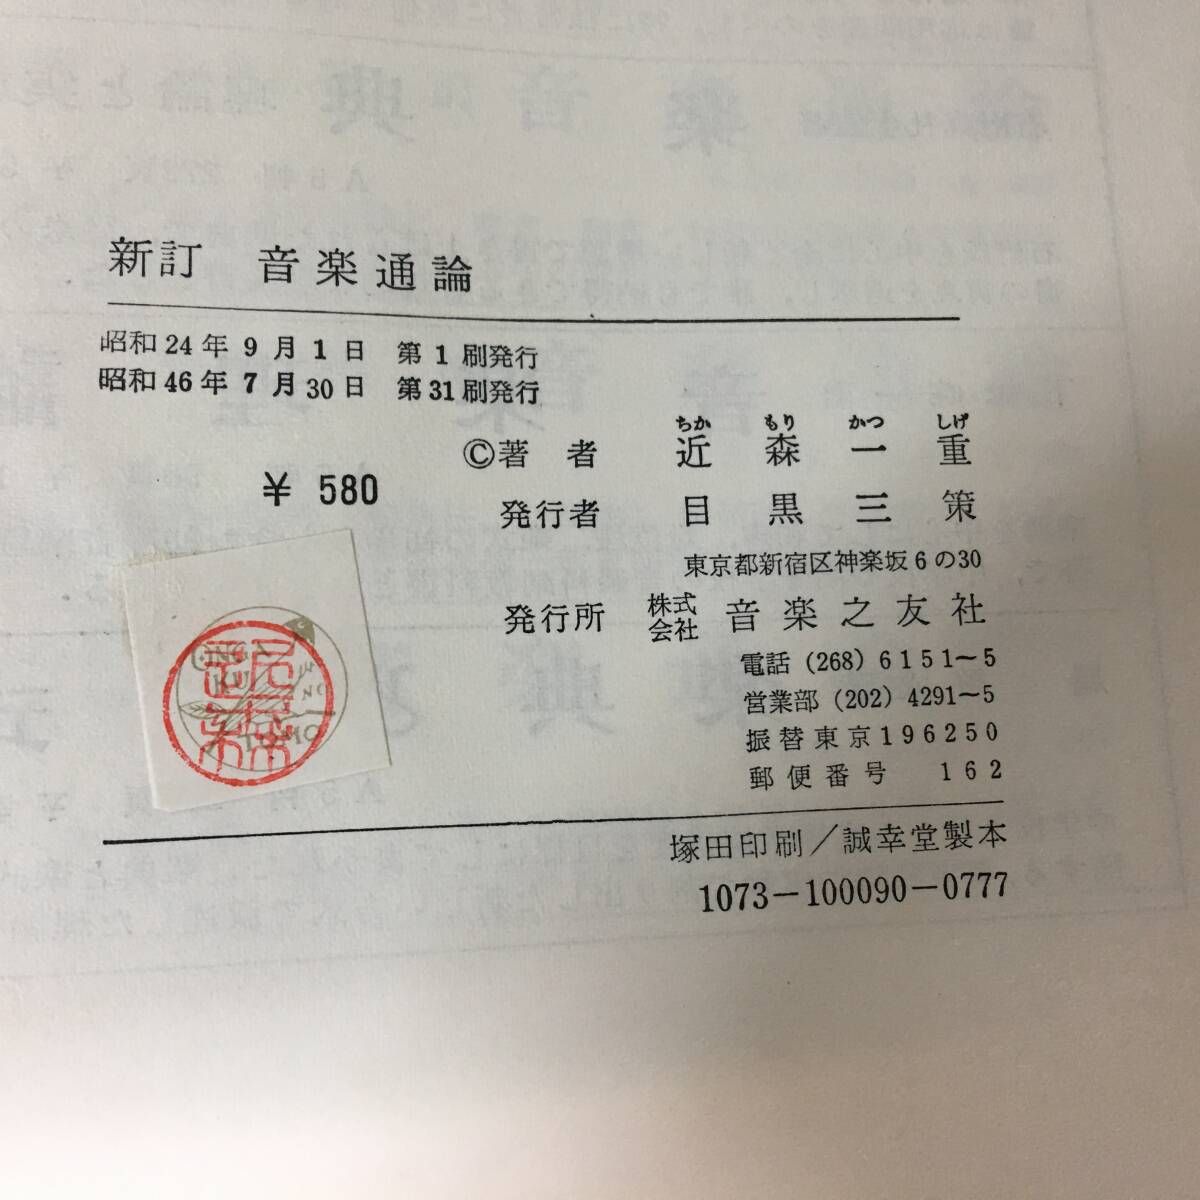 新訂 音楽通論
昭和24年9月1日 第1刷発行
昭和46年7月30日 第31刷発行
ちか もり かつ しげ
©著者 近森一重
¥580
発行者 目黒三策
東京都新宿区神楽坂6の30
発行所 株式会社 音楽之友社
電話(268)6151~5
営業部(202)4291~5
振替東京196250
郵便番号 162
ONGA
KU
NO
TOMO
塚田印刷/誠幸堂製本
1073-100090-0777